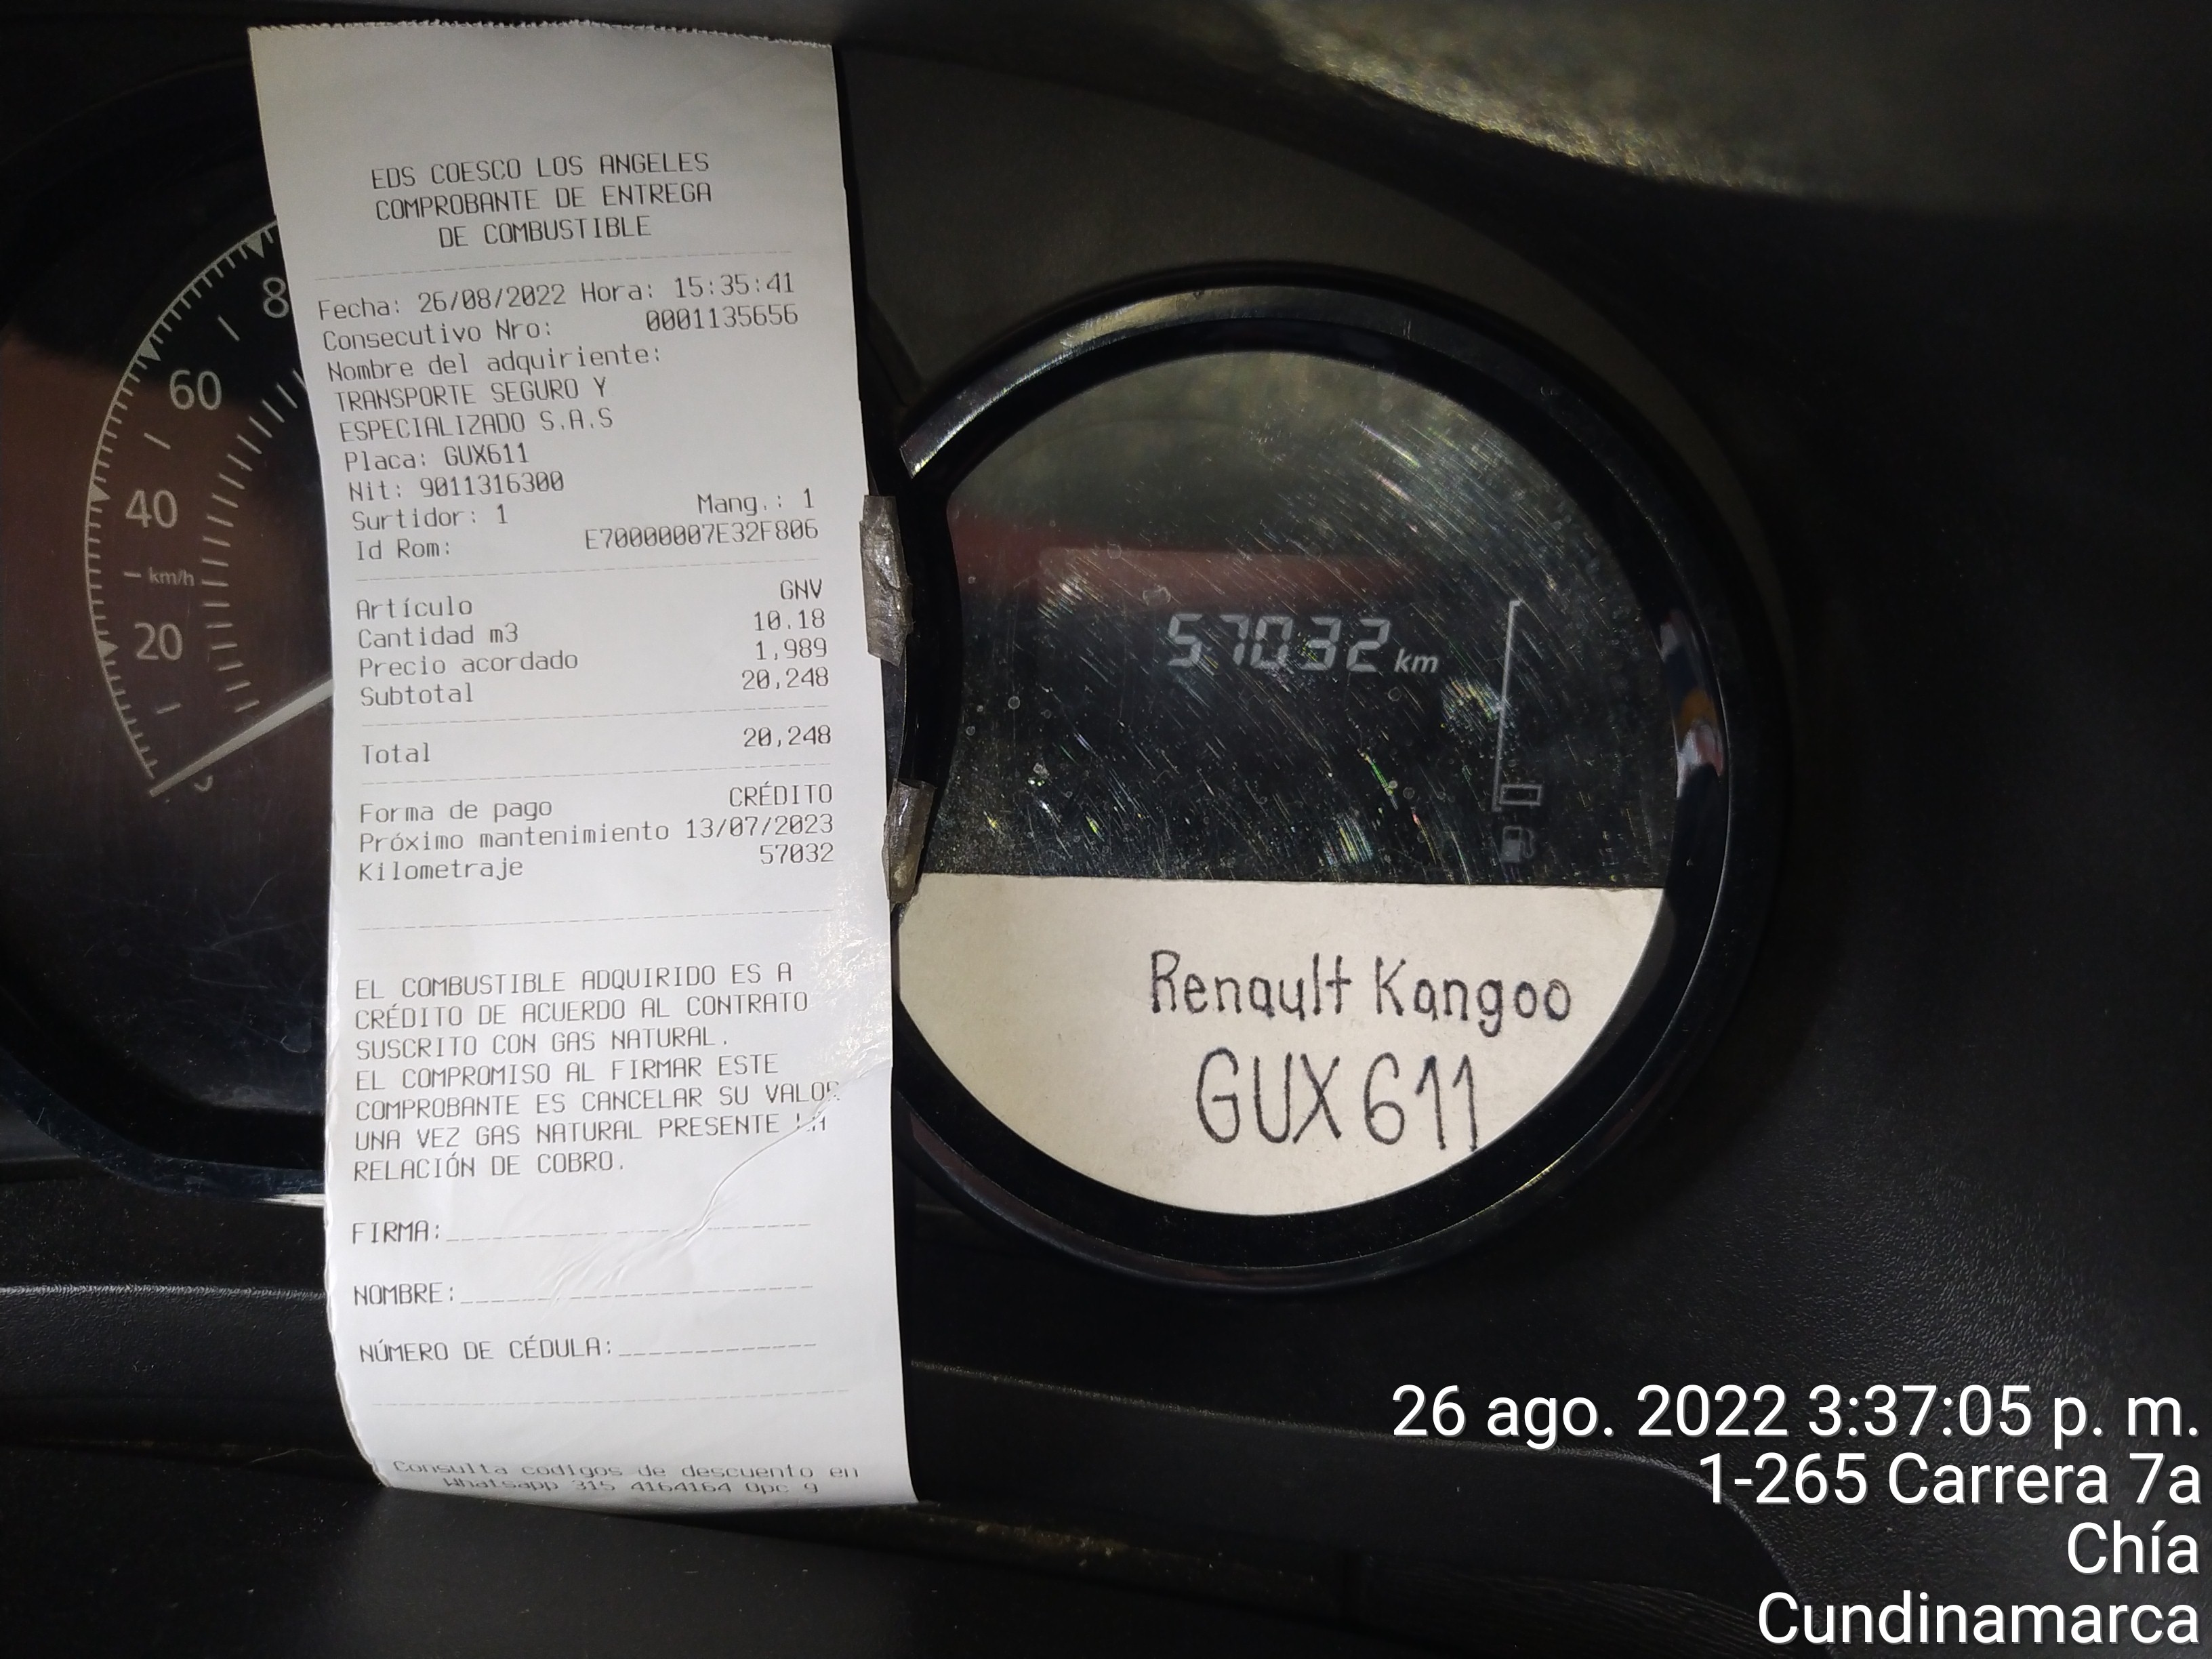 EDS COESCO LOS ANGELES
COMPROBANTE DE ENTREGA
DE COMBUSTIBLE
Fecha: 26/08/2022 Hora: 15:35:41
Consecutivo Nro: 0001135656
Nombre del adquiriente:
TRANSPORTE SEGURO Y
ESPECIALIZADO S.A.S
Placa: GUX611
Nit: 9011316300
Surtidor: 1 Mang.: 1
Id Rom: E70000007E32F806
Artículo GNV
Cantidad m3 10.18
Precio acordado 1,989
Subtotal 20,248
Total 20,248
Forma de pago CRÉDITO
Próximo mantenimiento 13/07/2023
Kilometraje 57032
EL COMBUSTIBLE ADQUIRIDO ES A
CRÉDITO DE ACUERDO AL CONTRATO
SUSCRITO CON GAS NATURAL.
EL COMPROMISO AL FIRMAR ESTE
COMPROBANTE ES CANCELAR SU VALOR
UNA VEZ GAS NATURAL PRESENTE LA
RELACIÓN DE COBRO.
FIRMA:
NOMBRE:
NÚMERO DE CÉDULA:
Consulta codigos de descuento en
Whatsapp 315 4164164 Opc 9
8
60
40
km/h
20
57032 km
Renault Kangoo
GUX611
26 ago. 2022 3:37:05 p. m.
1-265 Carrera 7a
Chía
Cundinamarca